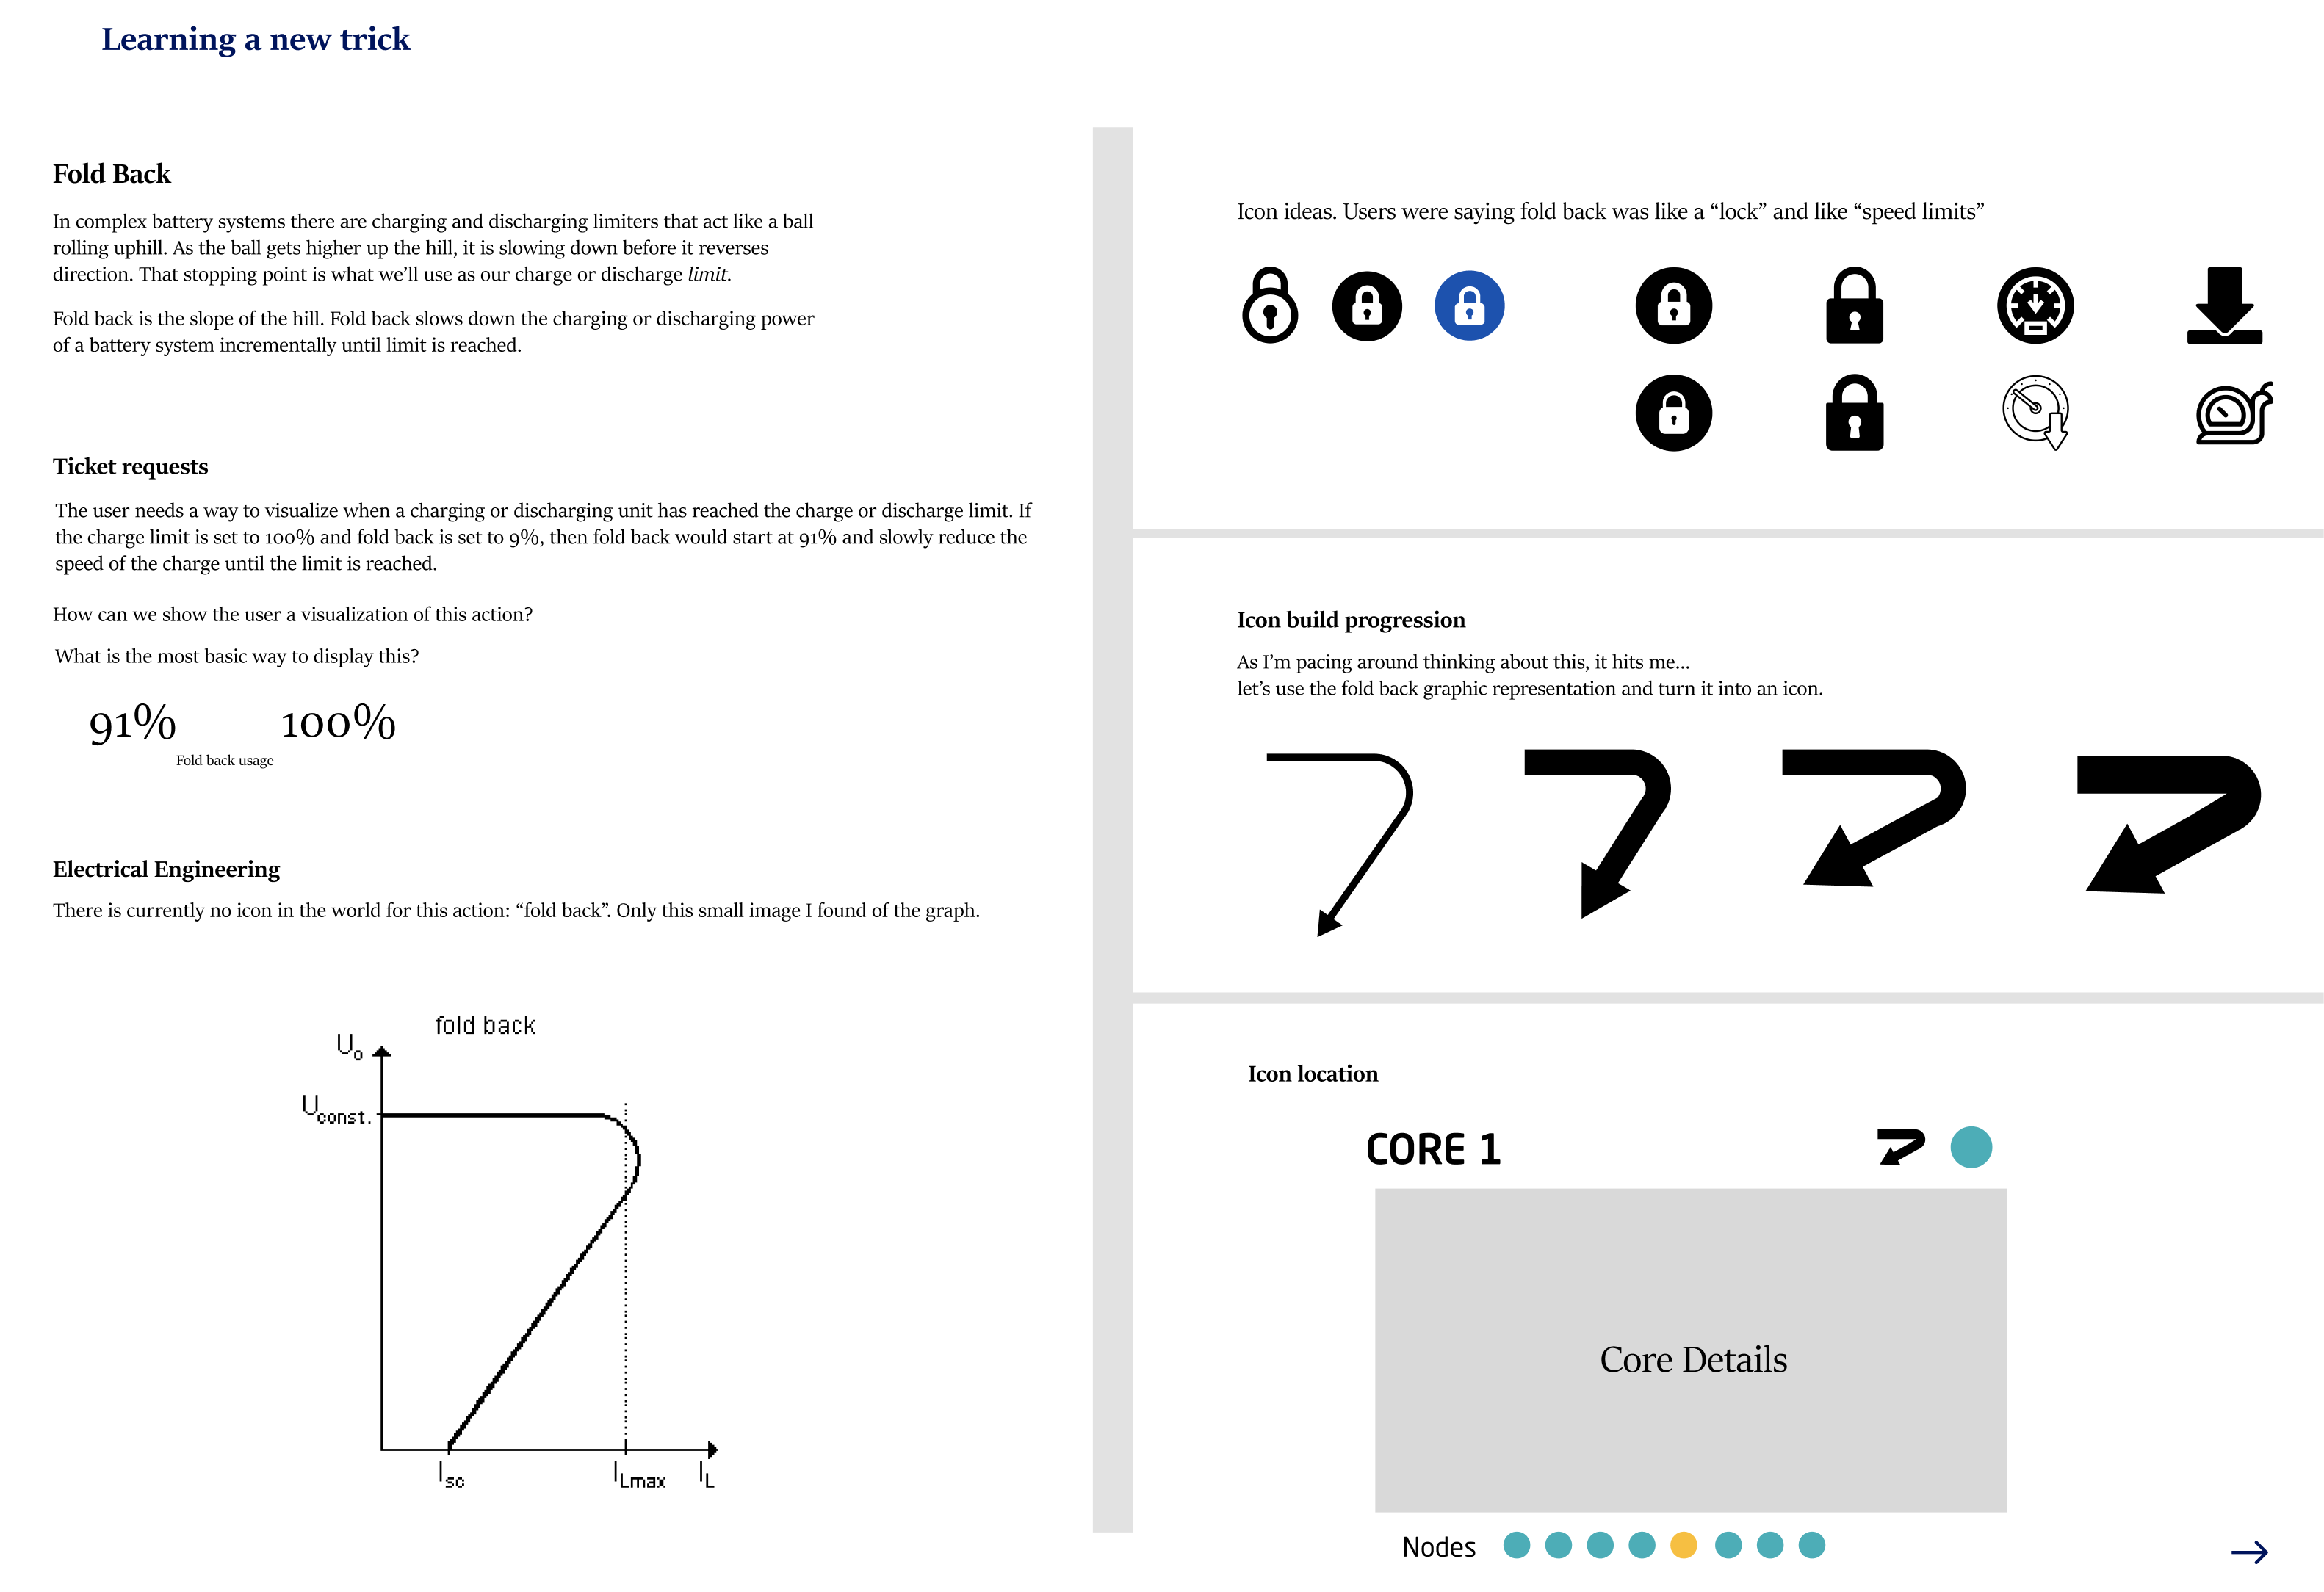 Learning a new trick
Fold Back
In complex battery systems there are charging and discharging limiters that act like a ball
rolling uphill. As the ball gets higher up the hill, it is slowing down before it reverses
direction. That stopping point is what we’ll use as our charge or discharge limit.
Fold back is the slope of the hill. Fold back slows down the charging or discharging power
of a battery system incrementally until limit is reached.
Ticket requests
The user needs a way to visualize when a charging or discharging unit has reached the charge or discharge limit. If
the charge limit is set to 100% and fold back is set to 9%, then fold back would start at 91% and slowly reduce the
speed of the charge until the limit is reached.
How can we show the user a visualization of this action?
What is the most basic way to display this?
91% 100%
Fold back usage
Electrical Engineering
There is currently no icon in the world for this action: “fold back”. Only this small image I found of the graph.
fold back
Uo
Uconst.
Isc ILmax IL
Icon ideas. Users were saying fold back was like a “lock” and like “speed limits”
Icon build progression
As I’m pacing around thinking about this, it hits me...
let’s use the fold back graphic representation and turn it into an icon.
Icon location
CORE 1
Core Details
Nodes